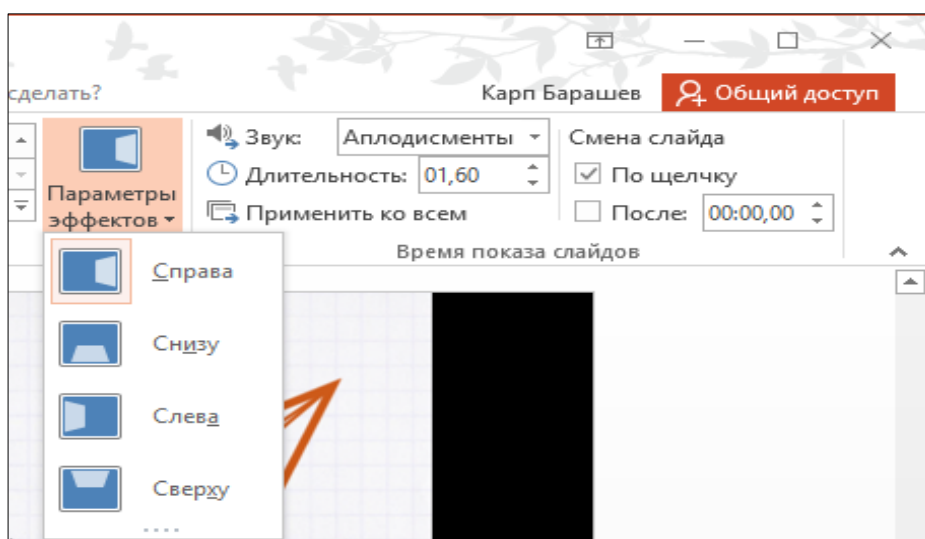 сделать?
Карп Барашев
Общий доступ
Параметры
эффектов
Звук: Аплодисменты
Длительность: 01,60
Применить ко всем
Смена слайда
По щелчку
После: 00:00,00
Время показа слайдов
Справа
Снизу
Слева
Сверху